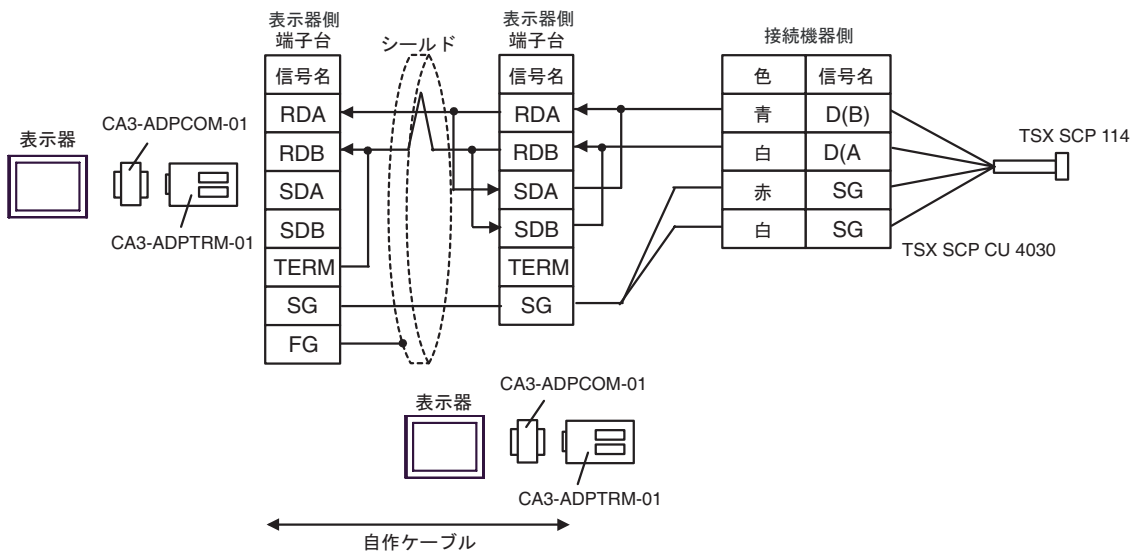 表示器側
端子台
シールド
表示器側
端子台
接続機器側
信号名
信号名
色
信号名
RDA
RDA
青
D(B)
RDB
RDB
白
D(A
SDA
SDA
赤
SG
SDB
SDB
白
SG
TERM
TERM
SG
SG
FG
表示器
CA3-ADPCOM-01
CA3-ADPTRM-01
TSX SCP 114
TSX SCP CU 4030
表示器
CA3-ADPCOM-01
CA3-ADPTRM-01
自作ケーブル